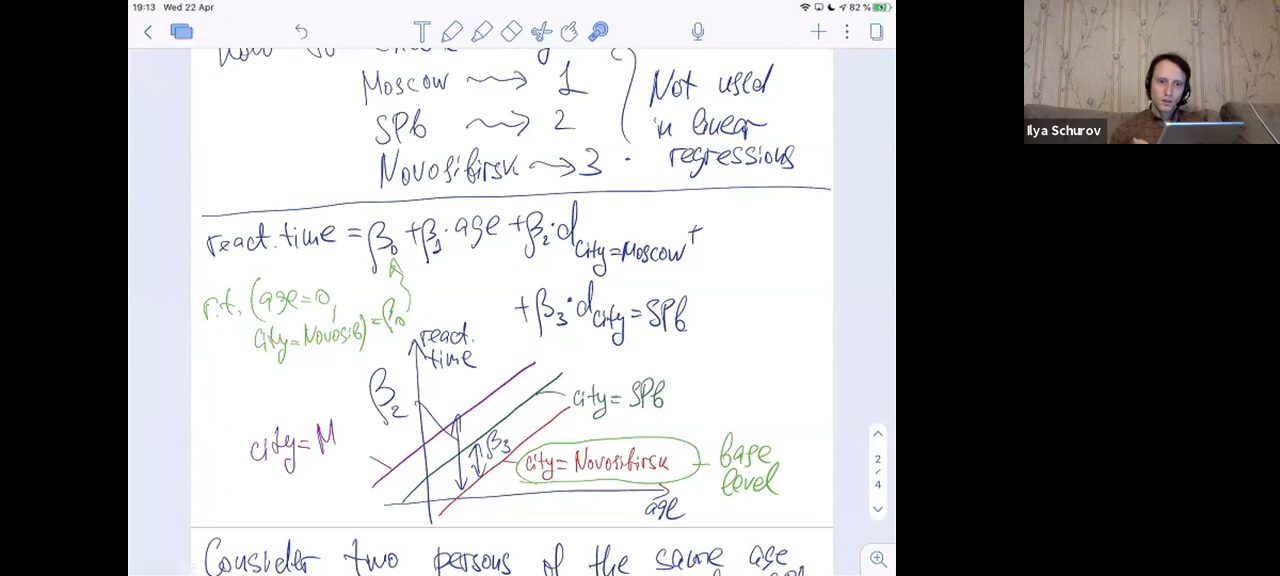 19:13 Wed 22 Apr
82 %
Moscow ⟿ 1
SPb ⟿ 2
Novosibirsk ⟿ 3
Not used
in linear
regressions
react. time = β₀ + β₁ · age + β₂ · d city=Moscow +
+ β₃ · d city=SPb
r.t. (age=0,
city=Novosib) = β₀
react.
time
β₂
city = SPb
city = M
β₃
city = Novosibirsk
base
level
age
Consider two persons of the same age
2
/
4
Ilya Schurov